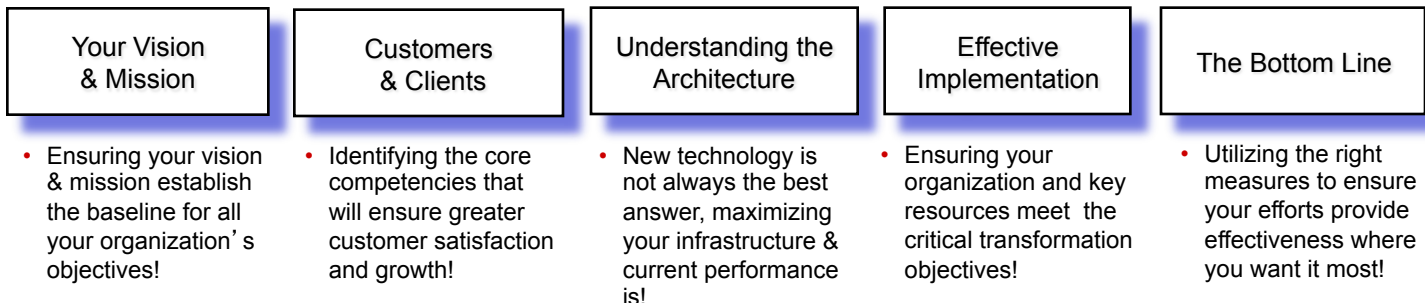 Your Vision
& Mission
Customers
& Clients
Understanding the
Architecture
Effective
Implementation
The Bottom Line
• Ensuring your vision
& mission establish
the baseline for all
your organization’s
objectives!
• Identifying the core
competencies that
will ensure greater
customer satisfaction
and growth!
• New technology is
not always the best
answer, maximizing
your infrastructure &
current performance
is!
• Ensuring your
organization and key
resources meet the
critical transformation
objectives!
• Utilizing the right
measures to ensure
your efforts provide
effectiveness where
you want it most!